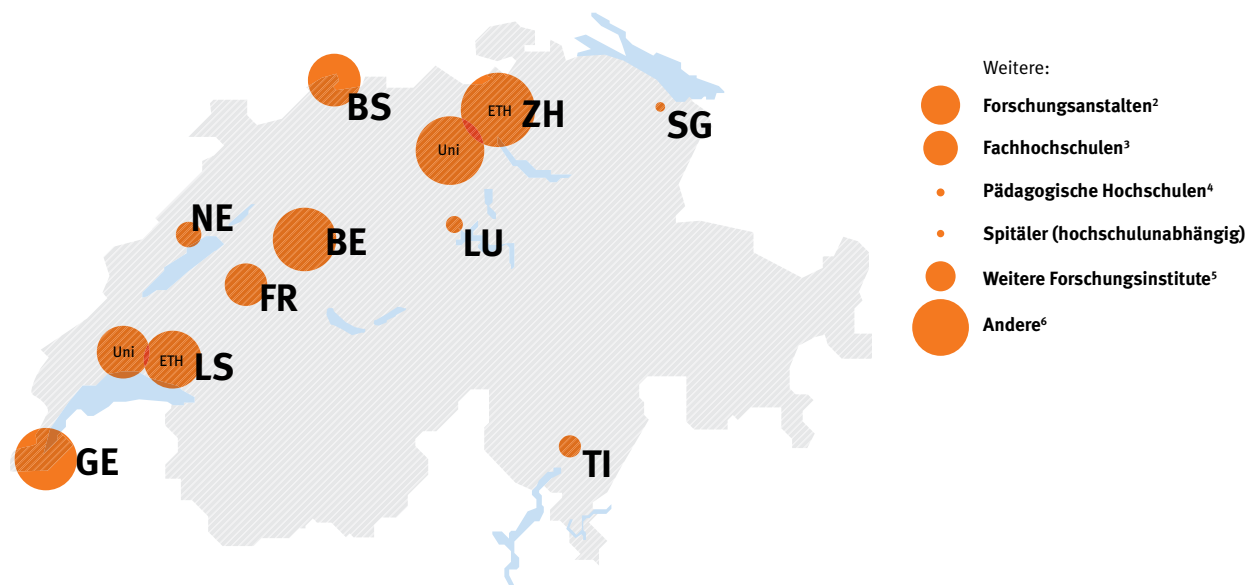 BS
ETH
ZH
SG
Uni
NE
BE
LU
FR
Uni
ETH
LS
GE
TI
Weitere:
Forschungsanstalten²
Fachhochschulen³
Pädagogische Hochschulen⁴
Spitäler (hochschulunabhängig)
Weitere Forschungsinstitute⁵
Andere⁶